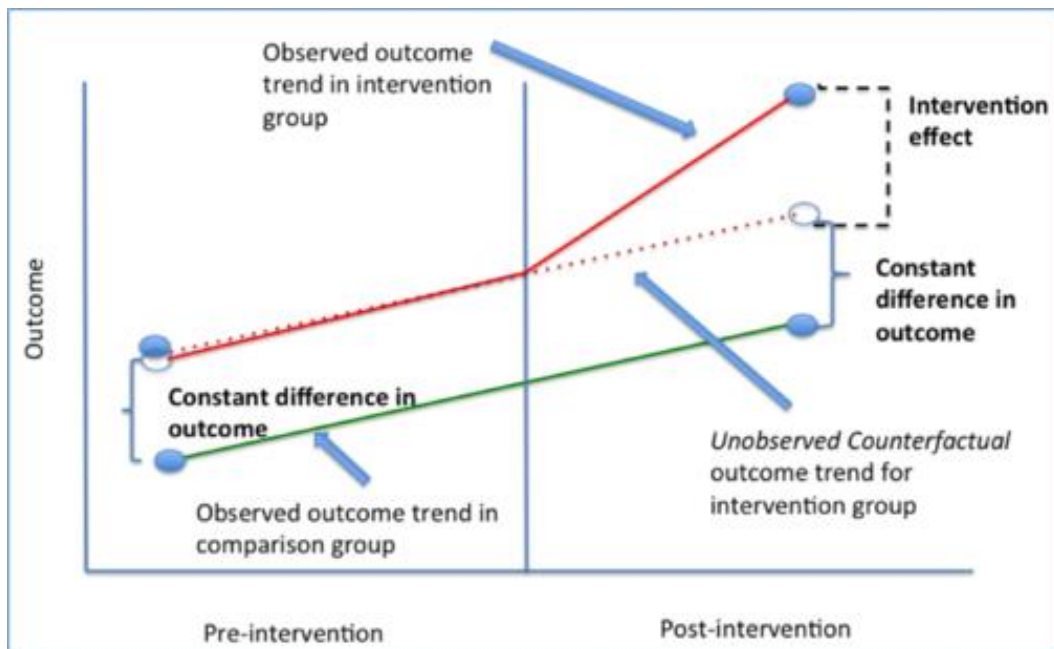 Observed outcome
trend in intervention
group
Intervention
effect
Outcome
Constant
difference in
outcome
Constant difference in
outcome
Unobserved Counterfactual
outcome trend for
intervention group
Observed outcome trend in
comparison group
Pre-intervention
Post-intervention